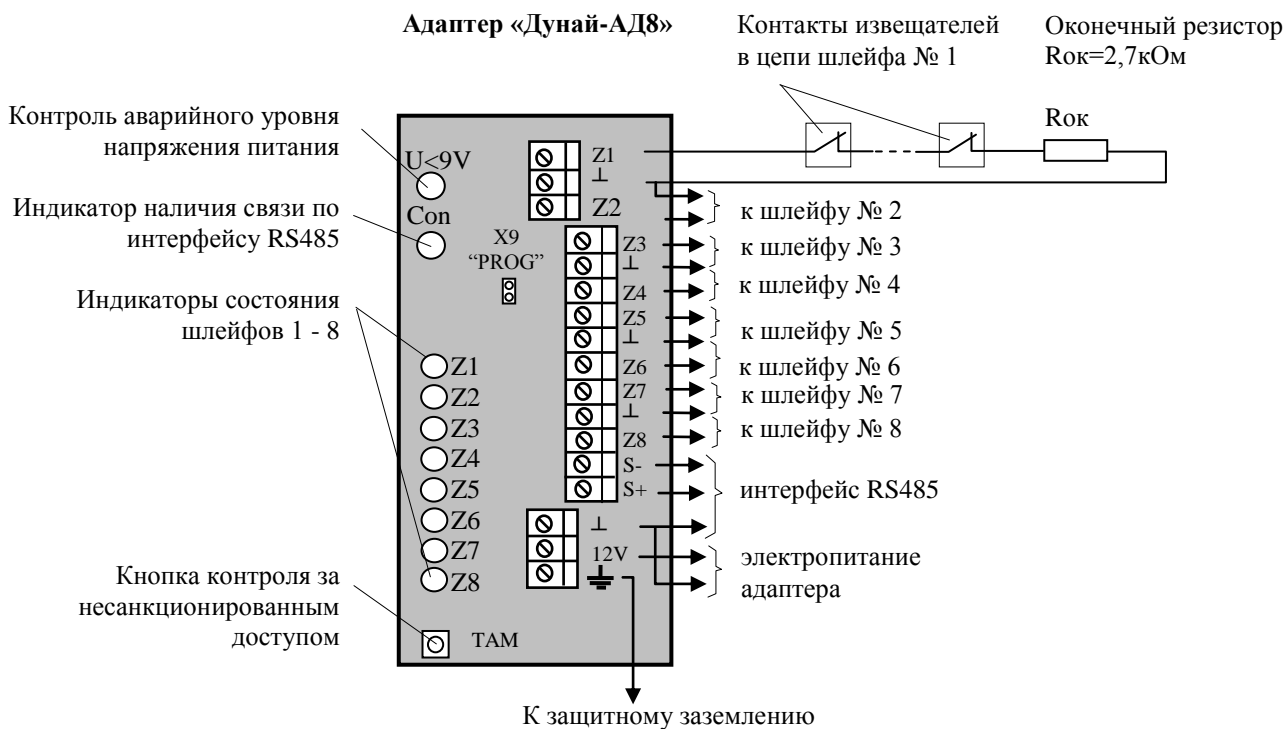 Адаптер «Дунай-АД8»
Контакты извещателей
в цепи шлейфа № 1
Оконечный резистор
Rок=2,7кОм
Контроль аварийного уровня
напряжения питания
Индикатор наличия связи по
интерфейсу RS485
Индикаторы состояния
шлейфов 1 - 8
Кнопка контроля за
несанкционированным
доступом
U<9V
Con
X9
“PROG”
Z1
Z2
Z3
Z4
Z5
Z6
Z7
Z8
TAM
Z1
⊥
Z2
Z3
⊥
Z4
Z5
⊥
Z6
Z7
⊥
Z8
S-
S+
⊥
12V
Rок
к шлейфу № 2
к шлейфу № 3
к шлейфу № 4
к шлейфу № 5
к шлейфу № 6
к шлейфу № 7
к шлейфу № 8
интерфейс RS485
электропитание
адаптера
К защитному заземлению